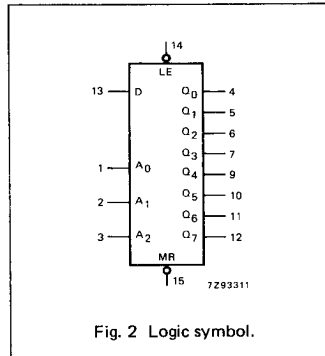 14
LE
13 D Q0 4
Q1 5
Q2 6
Q3 7
1 A0 Q4 9
2 A1 Q5 10
Q6 11
3 A2 Q7 12
MR
15
7Z93311
Fig. 2 Logic symbol.